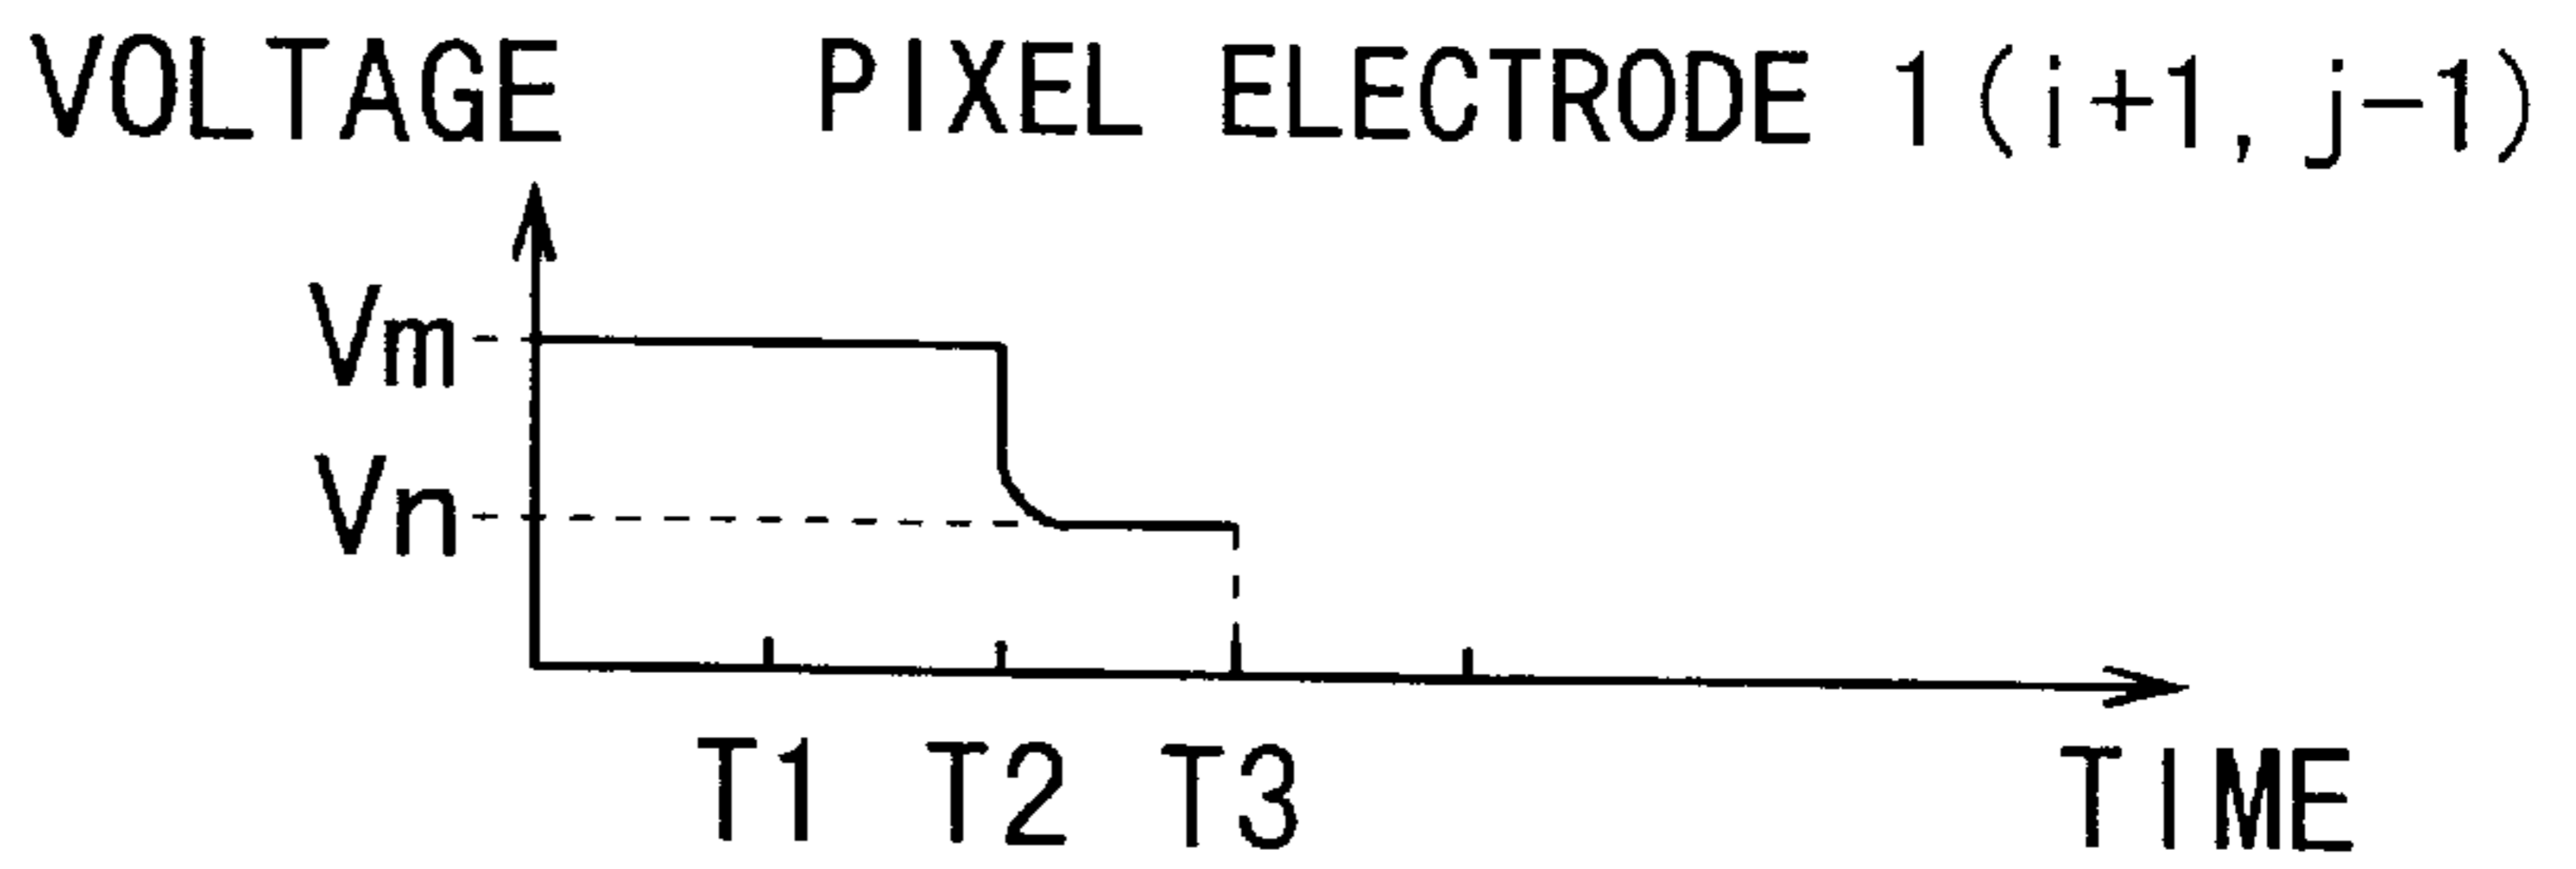 VOLTAGE PIXEL ELECTRODE 1(i+1, j-1)
Vm
Vn
T1 T2 T3 TIME